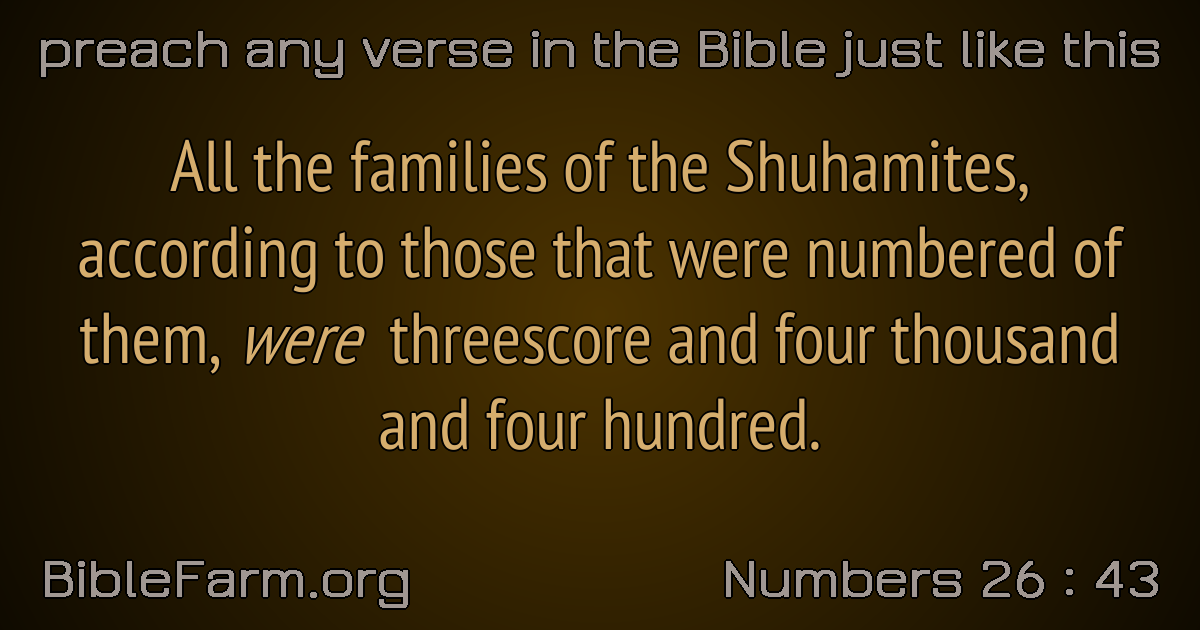 preach any verse in the Bible just like this
All the families of the Shuhamites,
according to those that were numbered of
them, were threescore and four thousand
and four hundred.
BibleFarm.org
Numbers 26 : 43